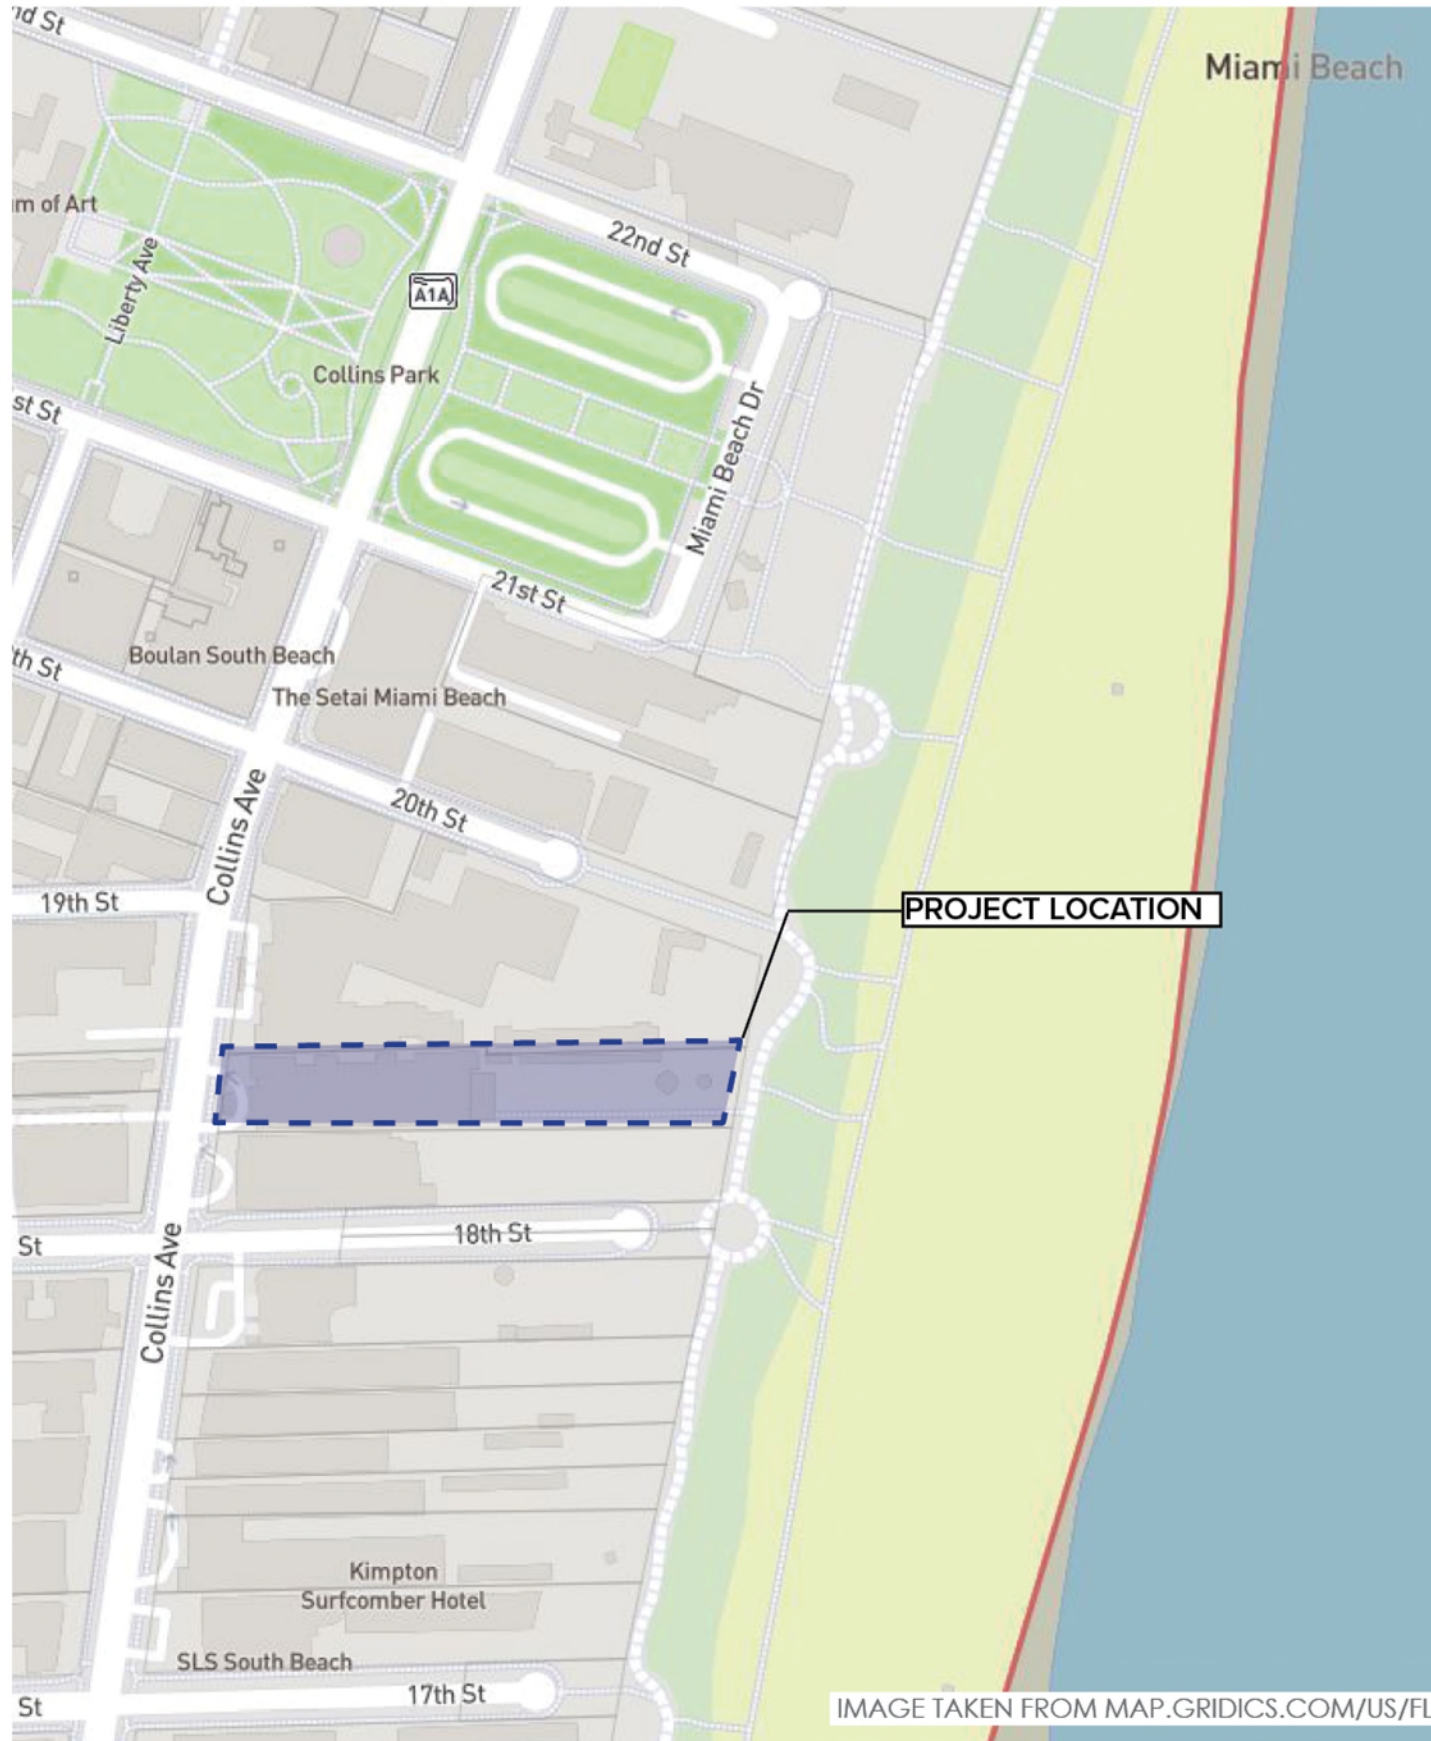 nd St
Miami Beach
um of Art
22nd St
Liberty Ave
A1A
Collins Park
st St
Miami Beach Dr
21st St
Boulan South Beach
th St
The Setai Miami Beach
20th St
Collins Ave
19th St
PROJECT LOCATION
18th St
St
Collins Ave
Kimpton
Surfcomber Hotel
SLS South Beach
17th St
St
IMAGE TAKEN FROM MAP.GRIDICS.COM/US/FL